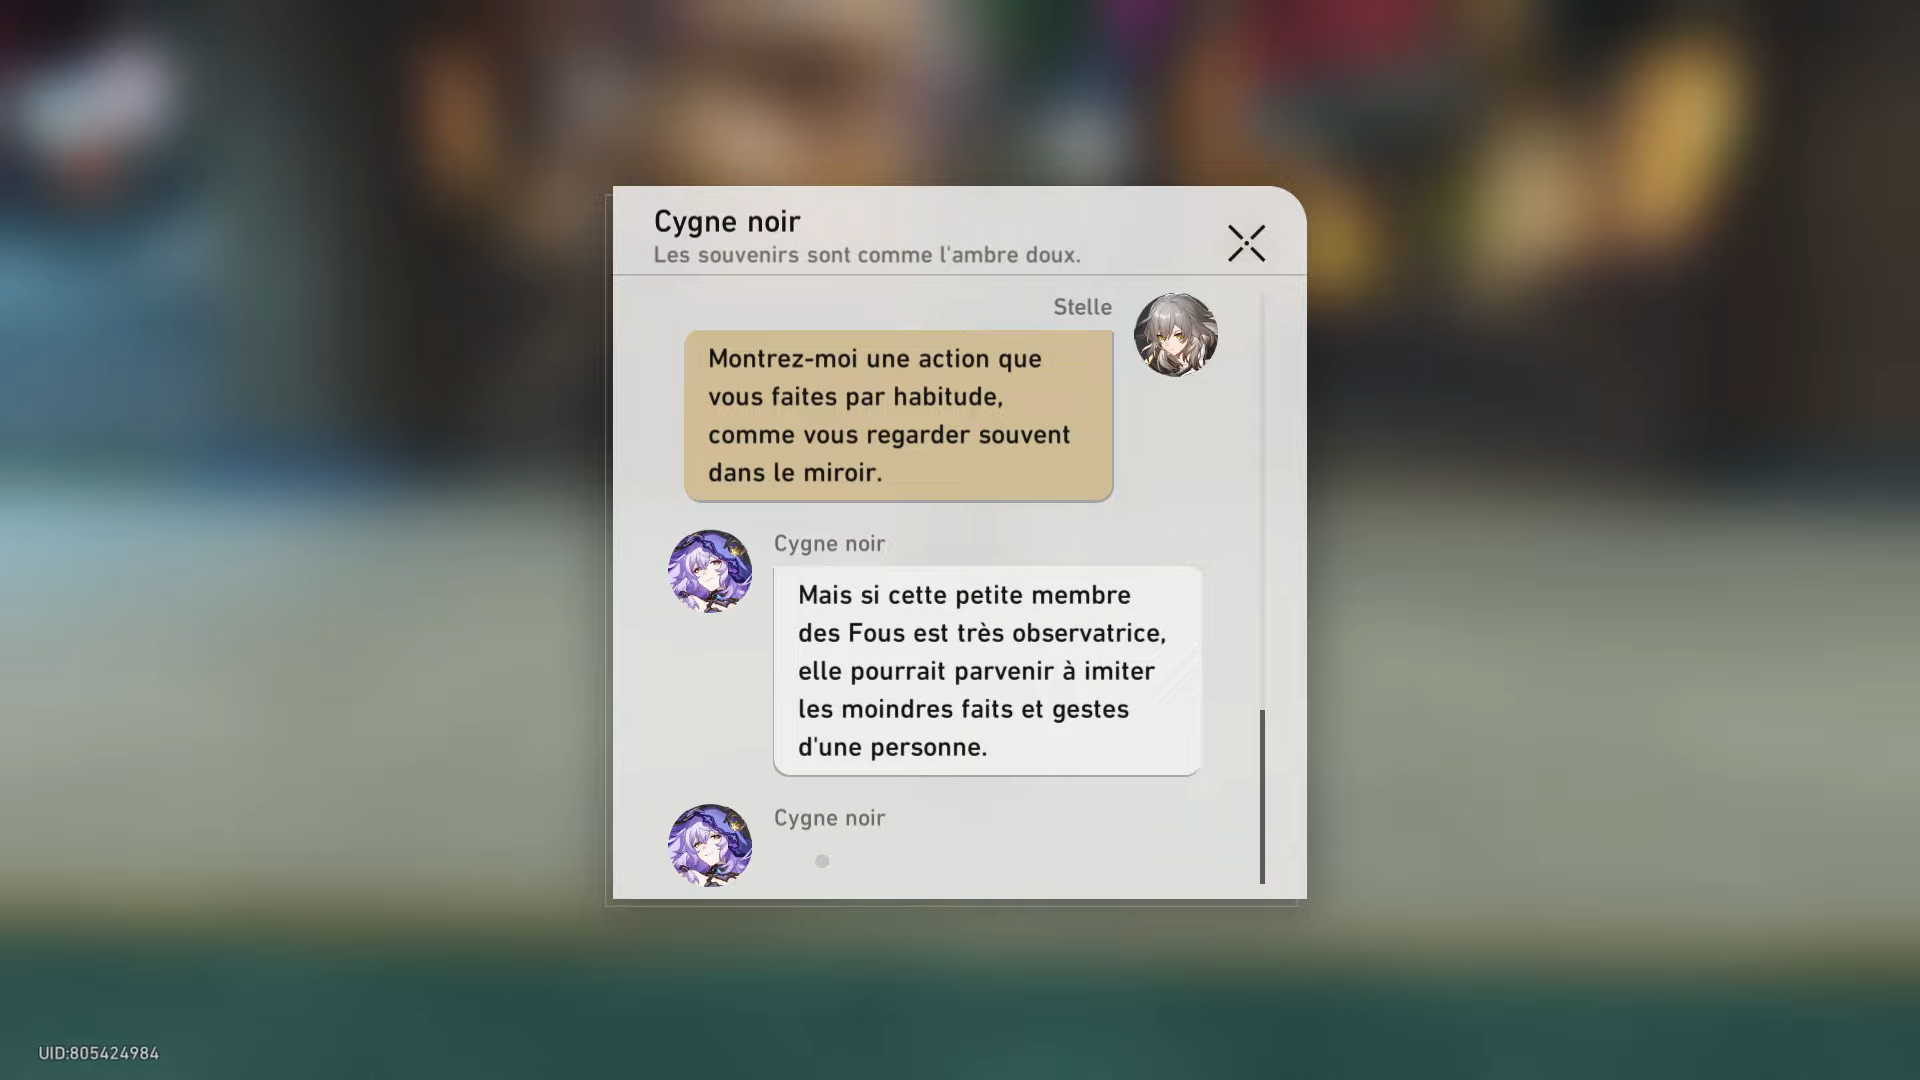 Cygne noir
Les souvenirs sont comme l'ambre doux.
Stelle
Montrez-moi une action que
vous faites par habitude,
comme vous regarder souvent
dans le miroir.
Cygne noir
Mais si cette petite membre
des Fous est très observatrice,
elle pourrait parvenir à imiter
les moindres faits et gestes
d'une personne.
Cygne noir
UID:805424984